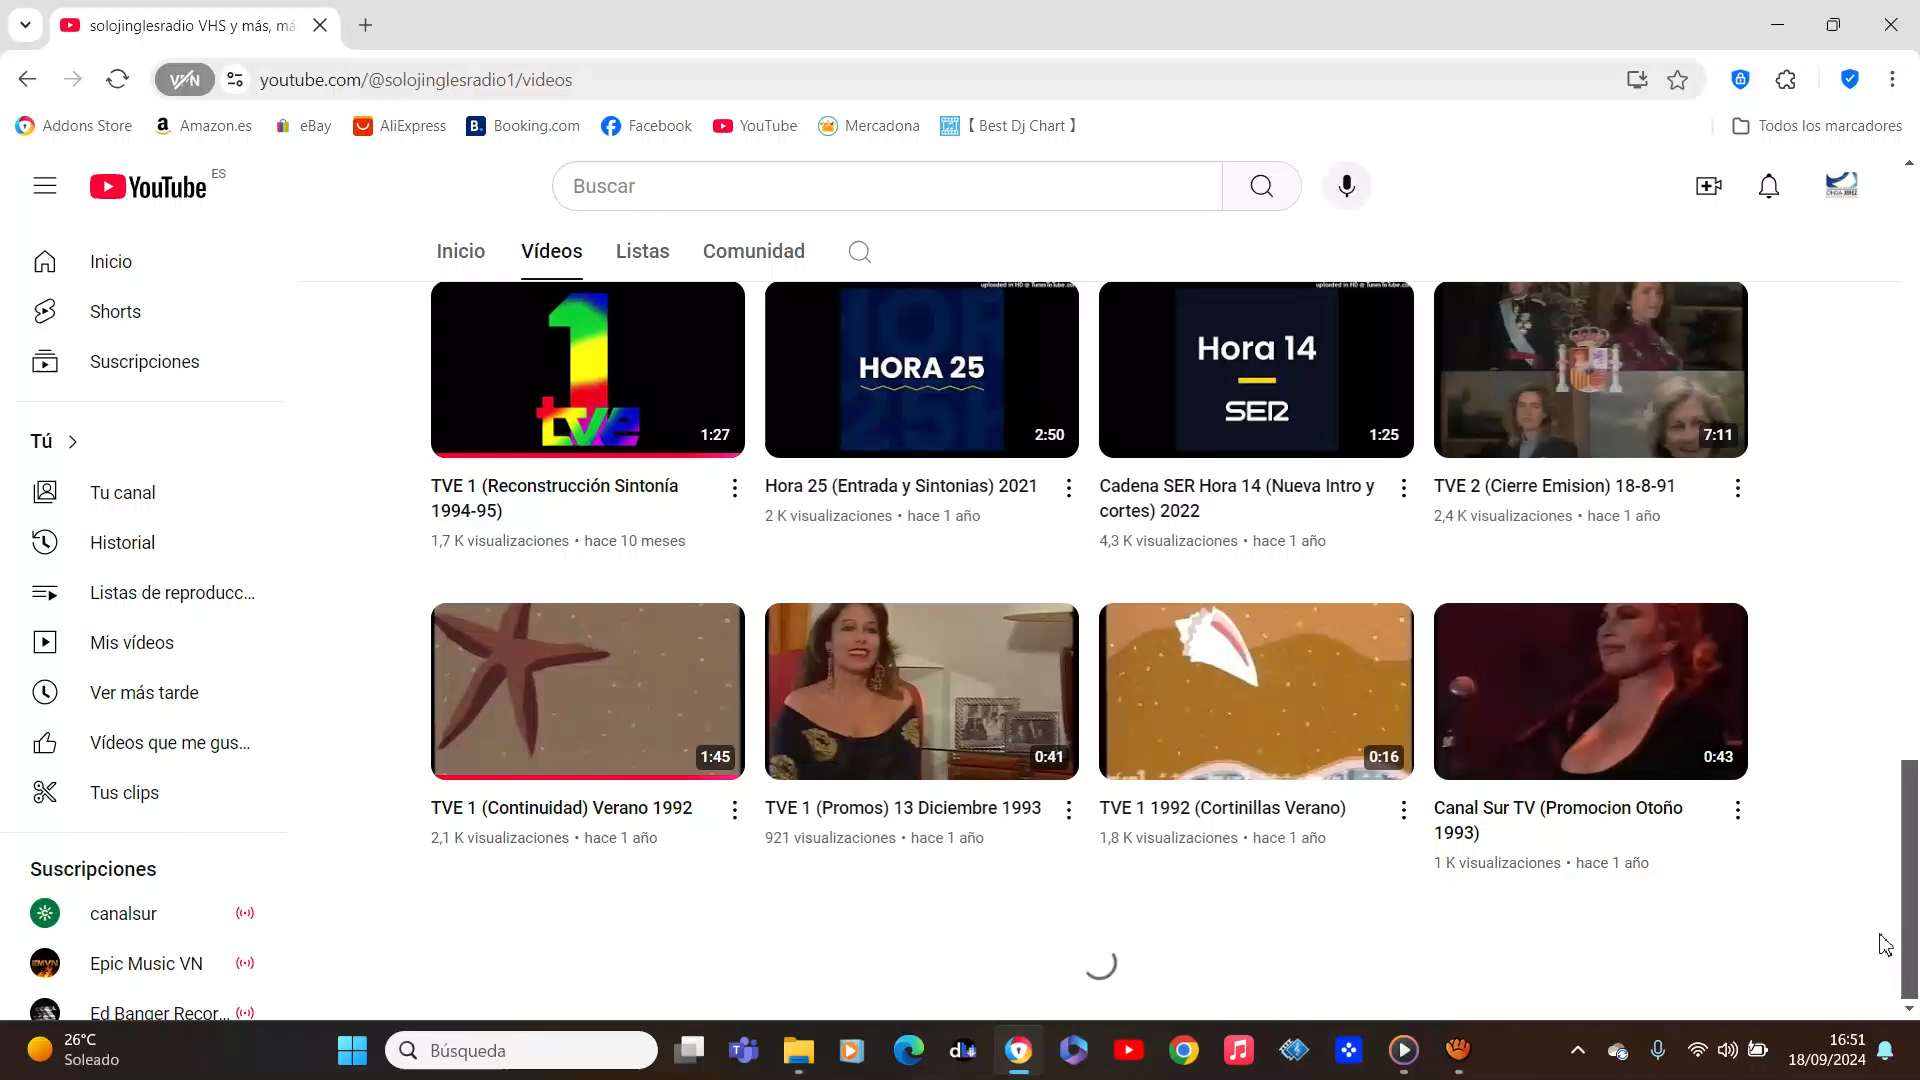 solojinglesradio VHS y más, má
VPN
youtube.com/@solojinglesradio1/videos
Addons Store
Amazon.es
eBay
AliExpress
Booking.com
Facebook
YouTube
Mercadona
【 Best Dj Chart 】
Todos los marcadores
YouTube ES
Buscar
Inicio
Vídeos
Listas
Comunidad
Inicio
Shorts
Suscripciones
Tú
Tu canal
Historial
Listas de reproducc...
Mis vídeos
Ver más tarde
Vídeos que me gus...
Tus clips
Suscripciones
canalsur
Epic Music VN
Ed Banger Recor...
1
tve
1:27
HORA 25
2:50
Hora 14
SER
1:25
7:11
TVE 1 (Reconstrucción Sintonía
1994-95)
1,7 K visualizaciones • hace 10 meses
Hora 25 (Entrada y Sintonias) 2021
2 K visualizaciones • hace 1 año
Cadena SER Hora 14 (Nueva Intro y
cortes) 2022
4,3 K visualizaciones • hace 1 año
TVE 2 (Cierre Emision) 18-8-91
2,4 K visualizaciones • hace 1 año
1:45
0:41
0:16
0:43
TVE 1 (Continuidad) Verano 1992
2,1 K visualizaciones • hace 1 año
TVE 1 (Promos) 13 Diciembre 1993
921 visualizaciones • hace 1 año
TVE 1 1992 (Cortinillas Verano)
1,8 K visualizaciones • hace 1 año
Canal Sur TV (Promocion Otoño
1993)
1 K visualizaciones • hace 1 año
26°C
Soleado
Búsqueda
16:51
18/09/2024